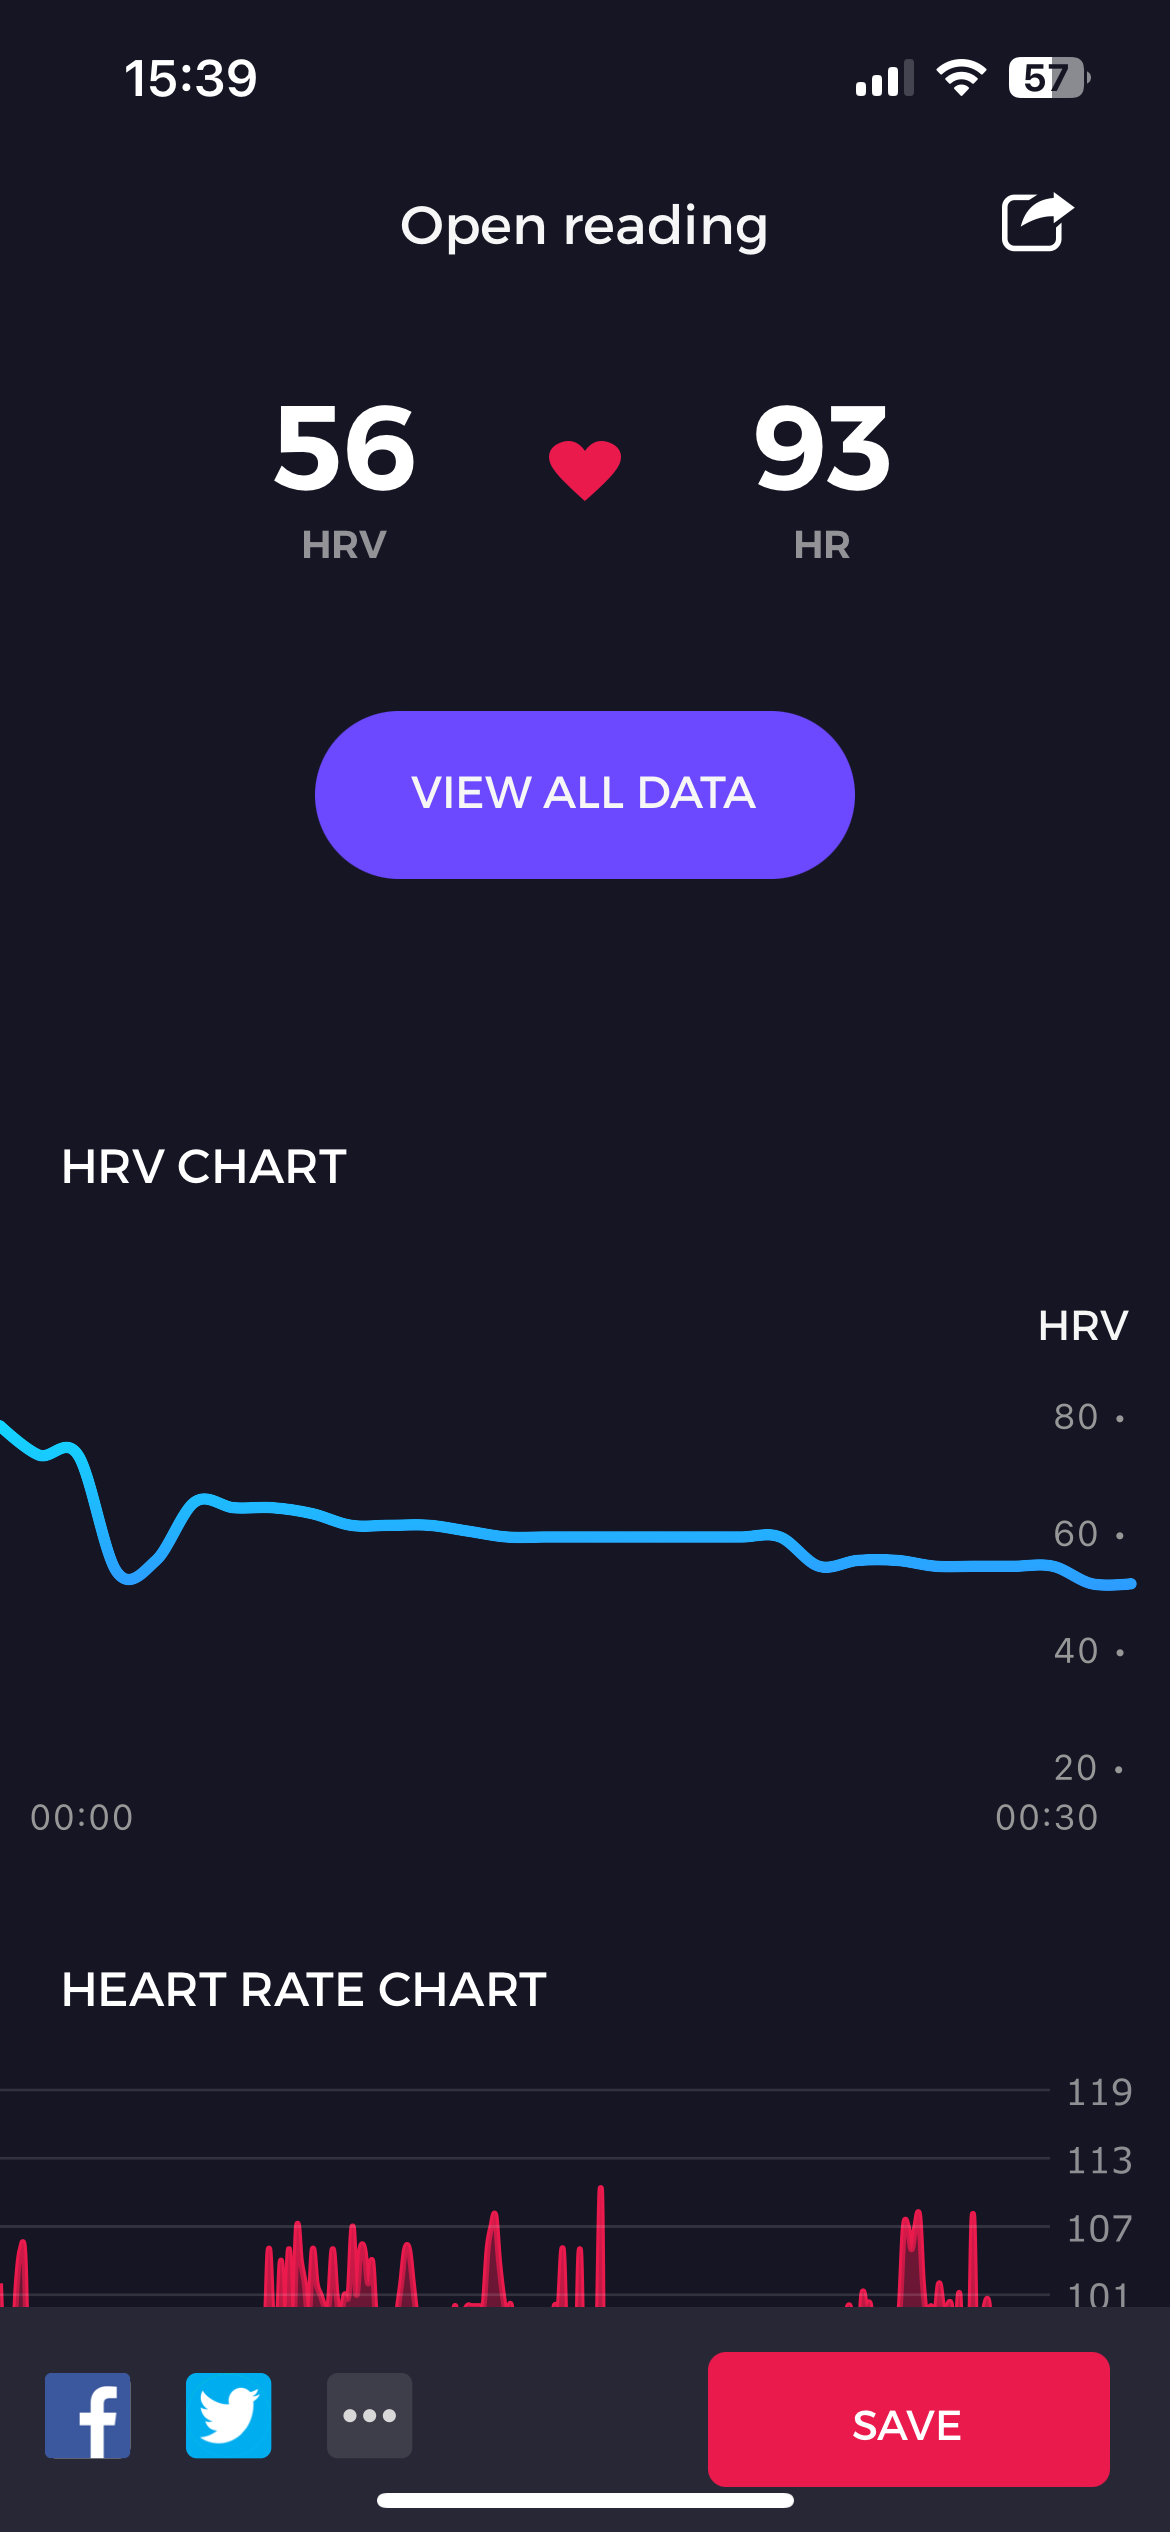 15:39
57
Open reading
56
93
HRV
HR
VIEW ALL DATA
HRV CHART
HRV
80
60
40
20
00:00
00:30
HEART RATE CHART
119
113
107
101
SAVE